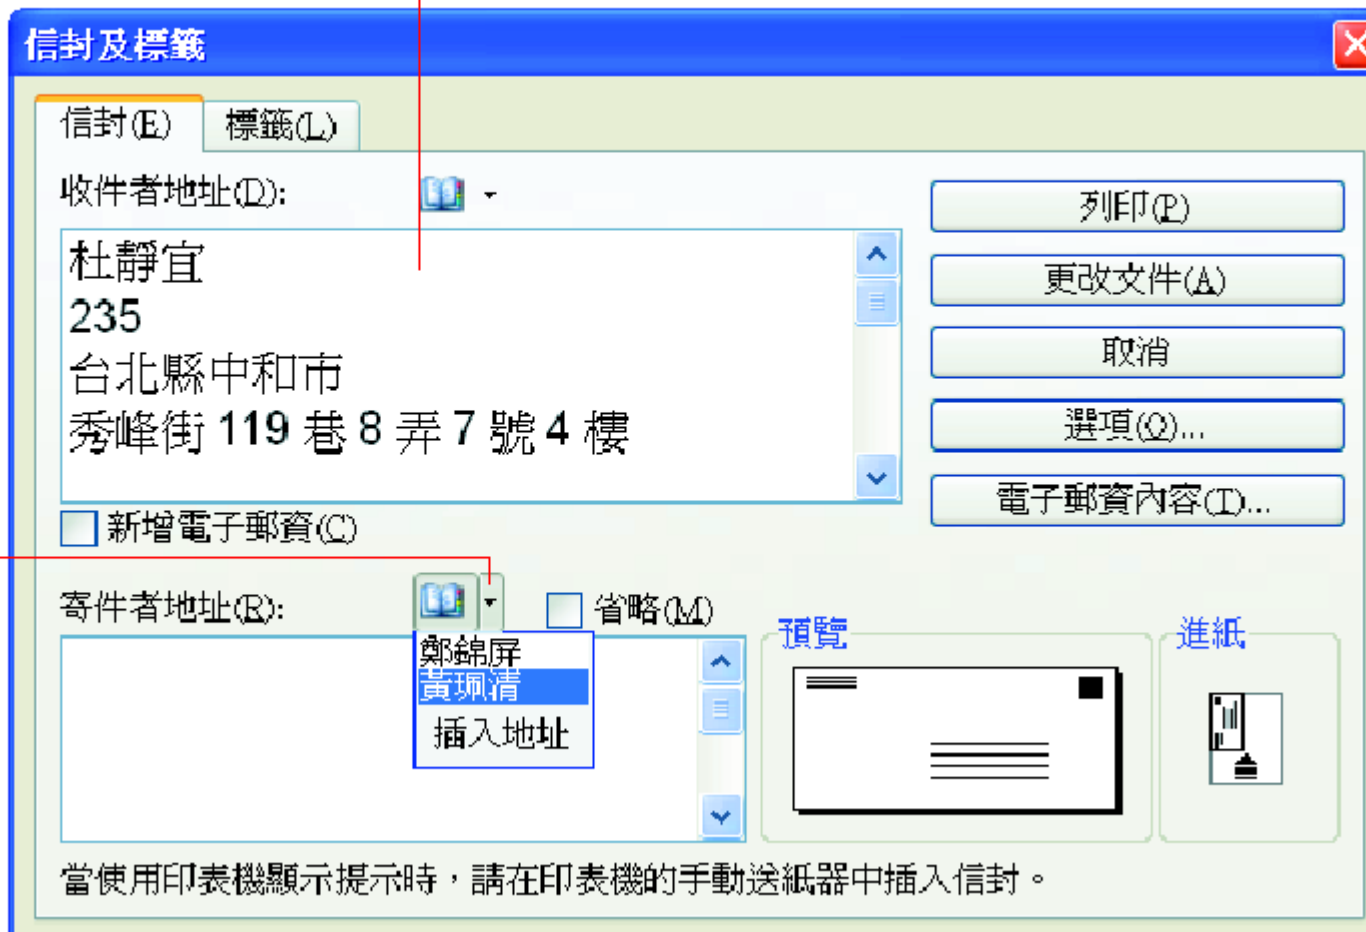 信封及標籤
信封(E)
標籤(L)
收件者地址(D):
杜靜宜
235
台北縣中和市
秀峰街 119 巷 8 弄 7 號 4 樓
列印(P)
更改文件(A)
取消
選項(O)...
電子郵資內容(I)...
新增電子郵資(C)
寄件者地址(R):
省略(M)
鄭錦屏
黃珮清
插入地址
預覽
進紙
當使用印表機顯示提示時，請在印表機的手動送紙器中插入信封。